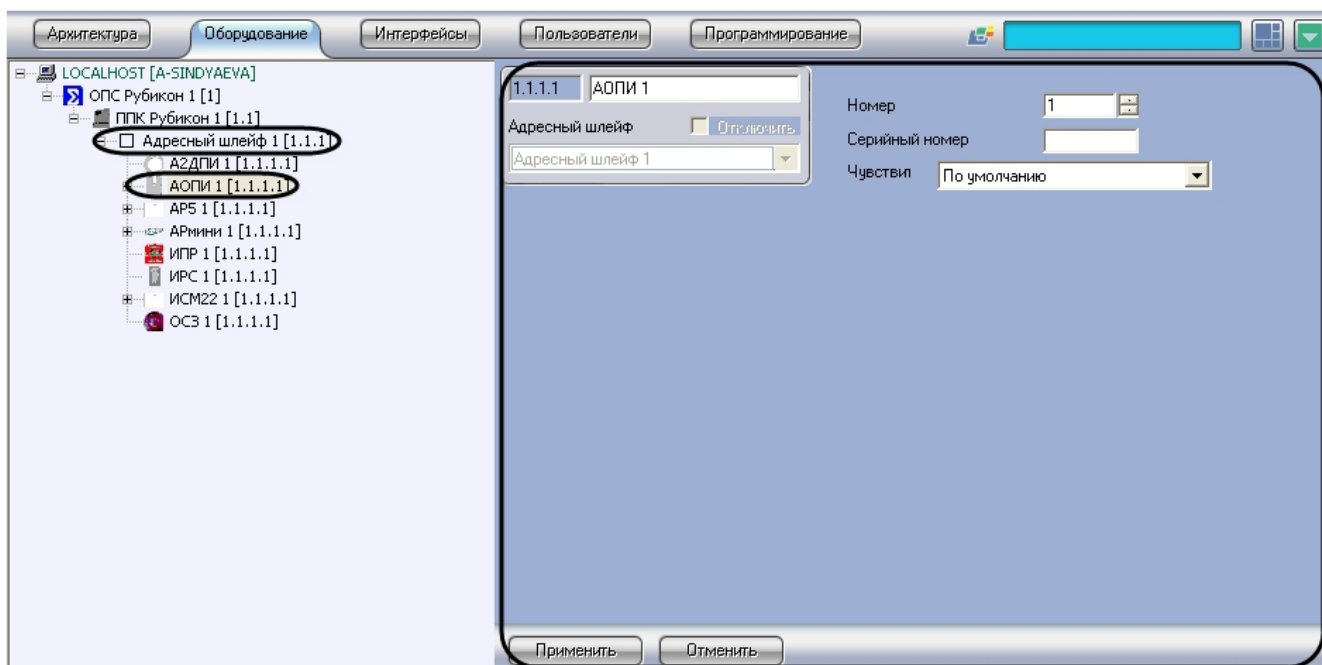 Архитектура
Оборудование
Интерфейсы
Пользователи
Программирование
LOCALHOST [A-SINDYAEVA]
ОПС Рубикон 1 [1]
ППК Рубикон 1 [1.1]
Адресный шлейф 1 [1.1.1]
А2ДПИ 1 [1.1.1.1]
АОПИ 1 [1.1.1.1]
АР5 1 [1.1.1.1]
АРмини 1 [1.1.1.1]
ИПР 1 [1.1.1.1]
ИРС 1 [1.1.1.1]
ИСМ22 1 [1.1.1.1]
ОСЗ 1 [1.1.1.1]
1.1.1.1 АОПИ 1
Адресный шлейф Отключить
Адресный шлейф 1
Номер 1
Серийный номер
Чувствил По умолчанию
Применить Отменить